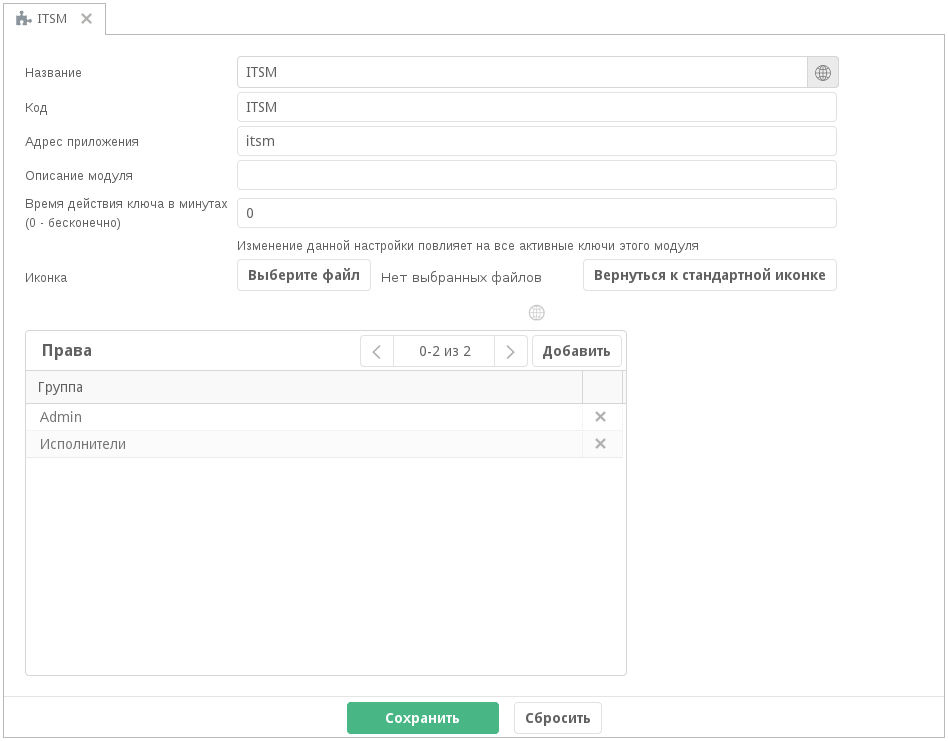 ITSM
Название ITSM
Код ITSM
Адрес приложения itsm
Описание модуля
Время действия ключа в минутах
(0 - бесконечно) 0
Изменение данной настройки повлияет на все активные ключи этого модуля
Иконка Выберите файл Нет выбранных файлов Вернуться к стандартной иконке
Права 0-2 из 2 Добавить
Группа
Admin
Исполнители
Сохранить Сбросить